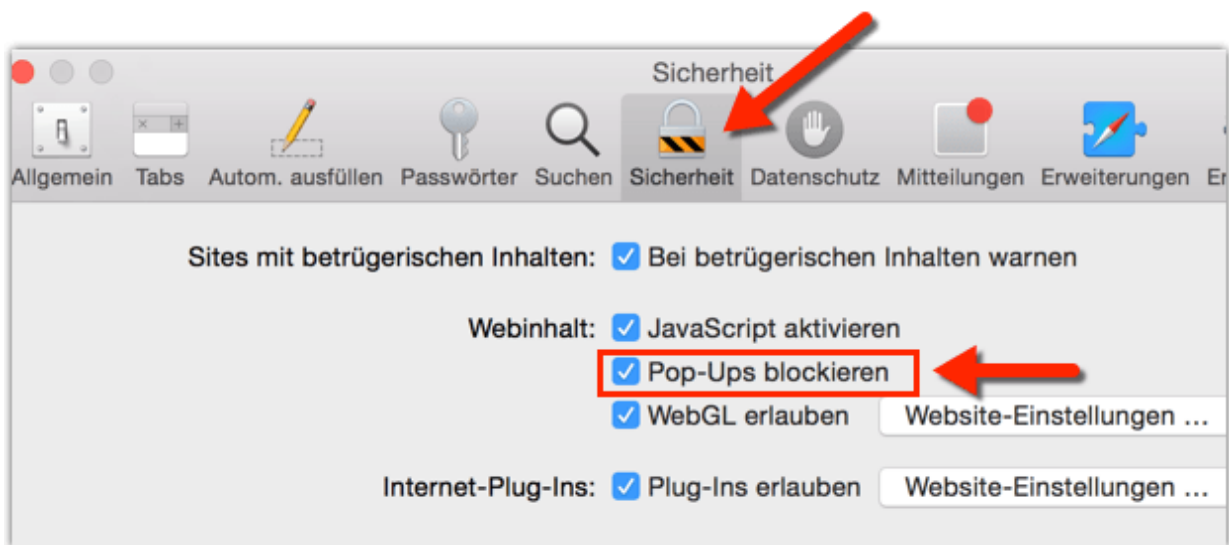 Sicherheit
Allgemein Tabs Autom. ausfüllen Passwörter Suchen Sicherheit Datenschutz Mitteilungen Erweiterungen Er
Sites mit betrügerischen Inhalten: Bei betrügerischen Inhalten warnen
Webinhalt: JavaScript aktivieren
Pop-Ups blockieren
WebGL erlauben Website-Einstellungen ...
Internet-Plug-Ins: Plug-Ins erlauben Website-Einstellungen ...